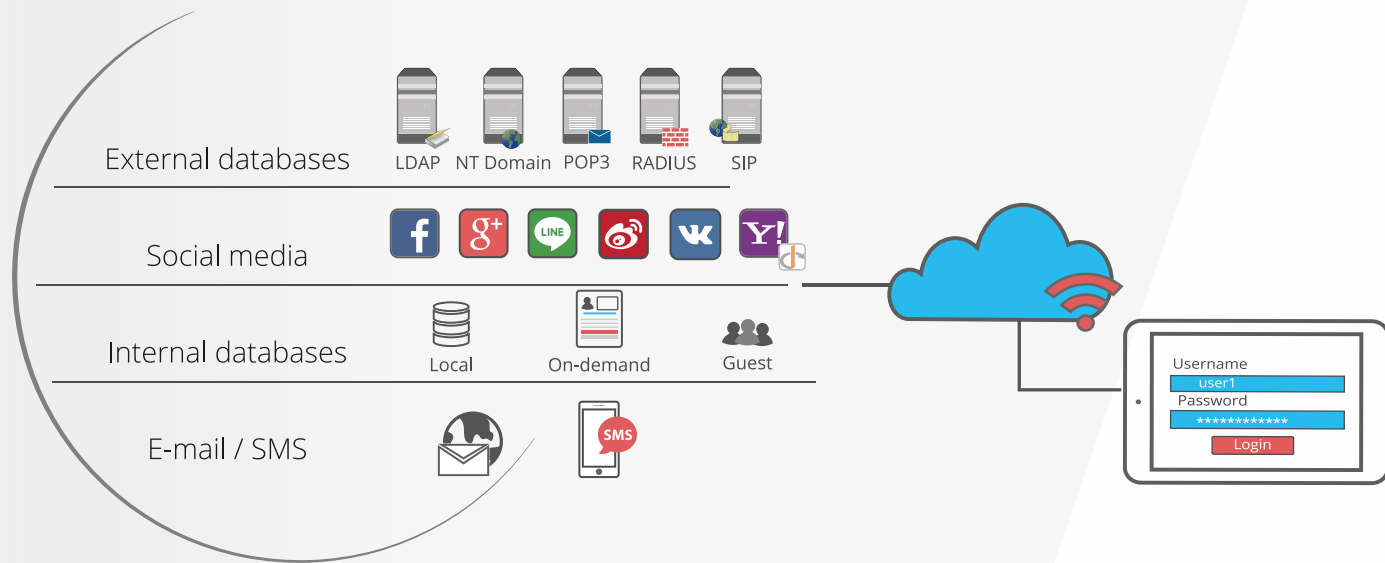 External databases
LDAP NT Domain POP3 RADIUS SIP
Social media
f g+ LINE VK Y!
Internal databases
Local On-demand Guest
E-mail / SMS
SMS
Username
user1
Password
************
Login